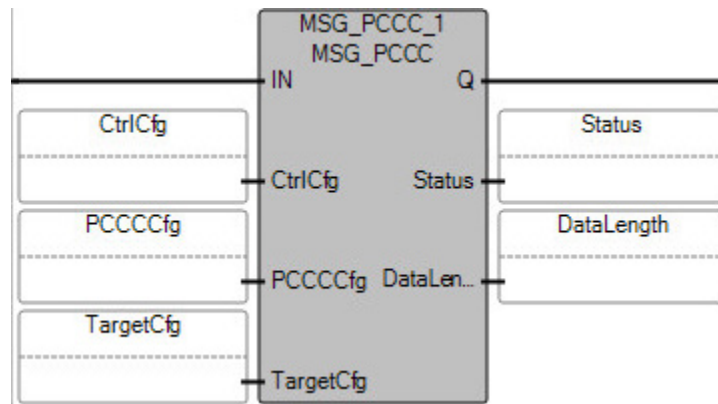 MSG_PCCC_1
MSG_PCCC
IN Q
CtrlCfg Status
CtrlCfg Status
PCCCCfg DataLength
PCCCCfg DataLen...
TargetCfg
TargetCfg